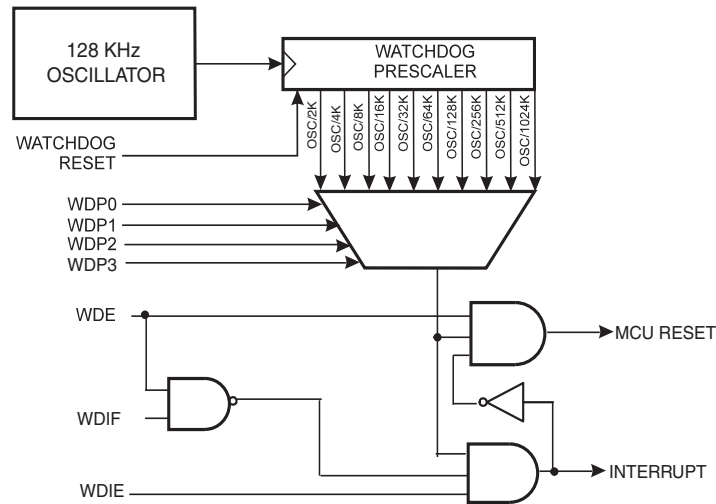 128 KHz
OSCILLATOR
WATCHDOG
PRESCALER
OSC/2K
OSC/4K
OSC/8K
OSC/16K
OSC/32K
OSC/64K
OSC/128K
OSC/256K
OSC/512K
OSC/1024K
WATCHDOG
RESET
WDP0
WDP1
WDP2
WDP3
WDE
MCU RESET
WDIF
INTERRUPT
WDIE